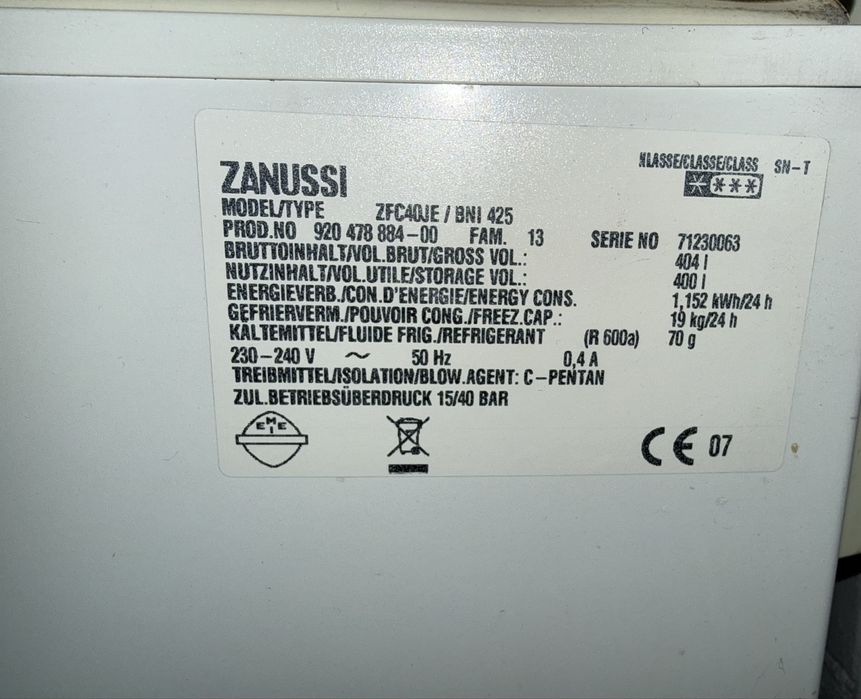 KLASSE/CLASSE/CLASS SN-T
ZANUSSI
MODEL/TYPE ZFC40JE / BNI 425
PROD.NO 920 478 884-00 FAM. 13 SERIE NO 71230063
BRUTTOINHALT/VOL.BRUT/GROSS VOL.: 404 l
NUTZINHALT/VOL.UTILE/STORAGE VOL.: 400 l
ENERGIEVERB./CON.D'ENERGIE/ENERGY CONS. 1,152 kWh/24 h
GEFRIERVERM./POUVOIR CONG./FREEZ.CAP.: 19 kg/24 h
KALTEMITTEL/FLUIDE FRIG./REFRIGERANT (R 600a) 70 g
230-240 V ~ 50 Hz 0,4 A
TREIBMITTEL/ISOLATION/BLOW.AGENT: C-PENTAN
ZUL.BETRIEBSÜBERDRUCK 15/40 BAR
EMEI
CE 07